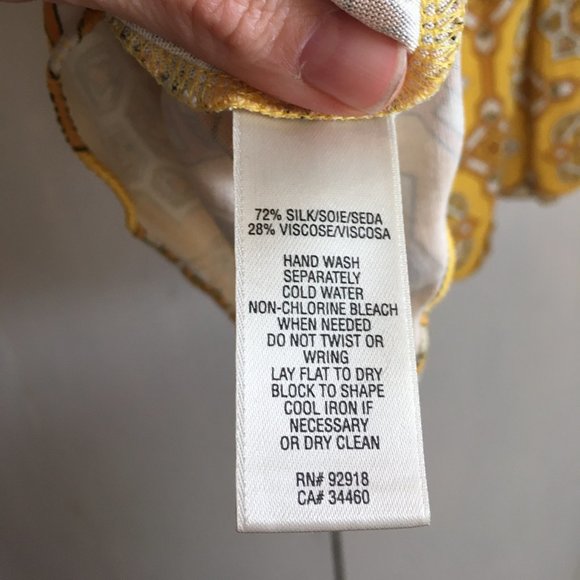 72% SILK/SOIE/SEDA
28% VISCOSE/VISCOSA
HAND WASH
SEPARATELY
COLD WATER
NON-CHLORINE BLEACH
WHEN NEEDED
DO NOT TWIST OR
WRING
LAY FLAT TO DRY
BLOCK TO SHAPE
COOL IRON IF
NECESSARY
OR DRY CLEAN
RN# 92918
CA# 34460